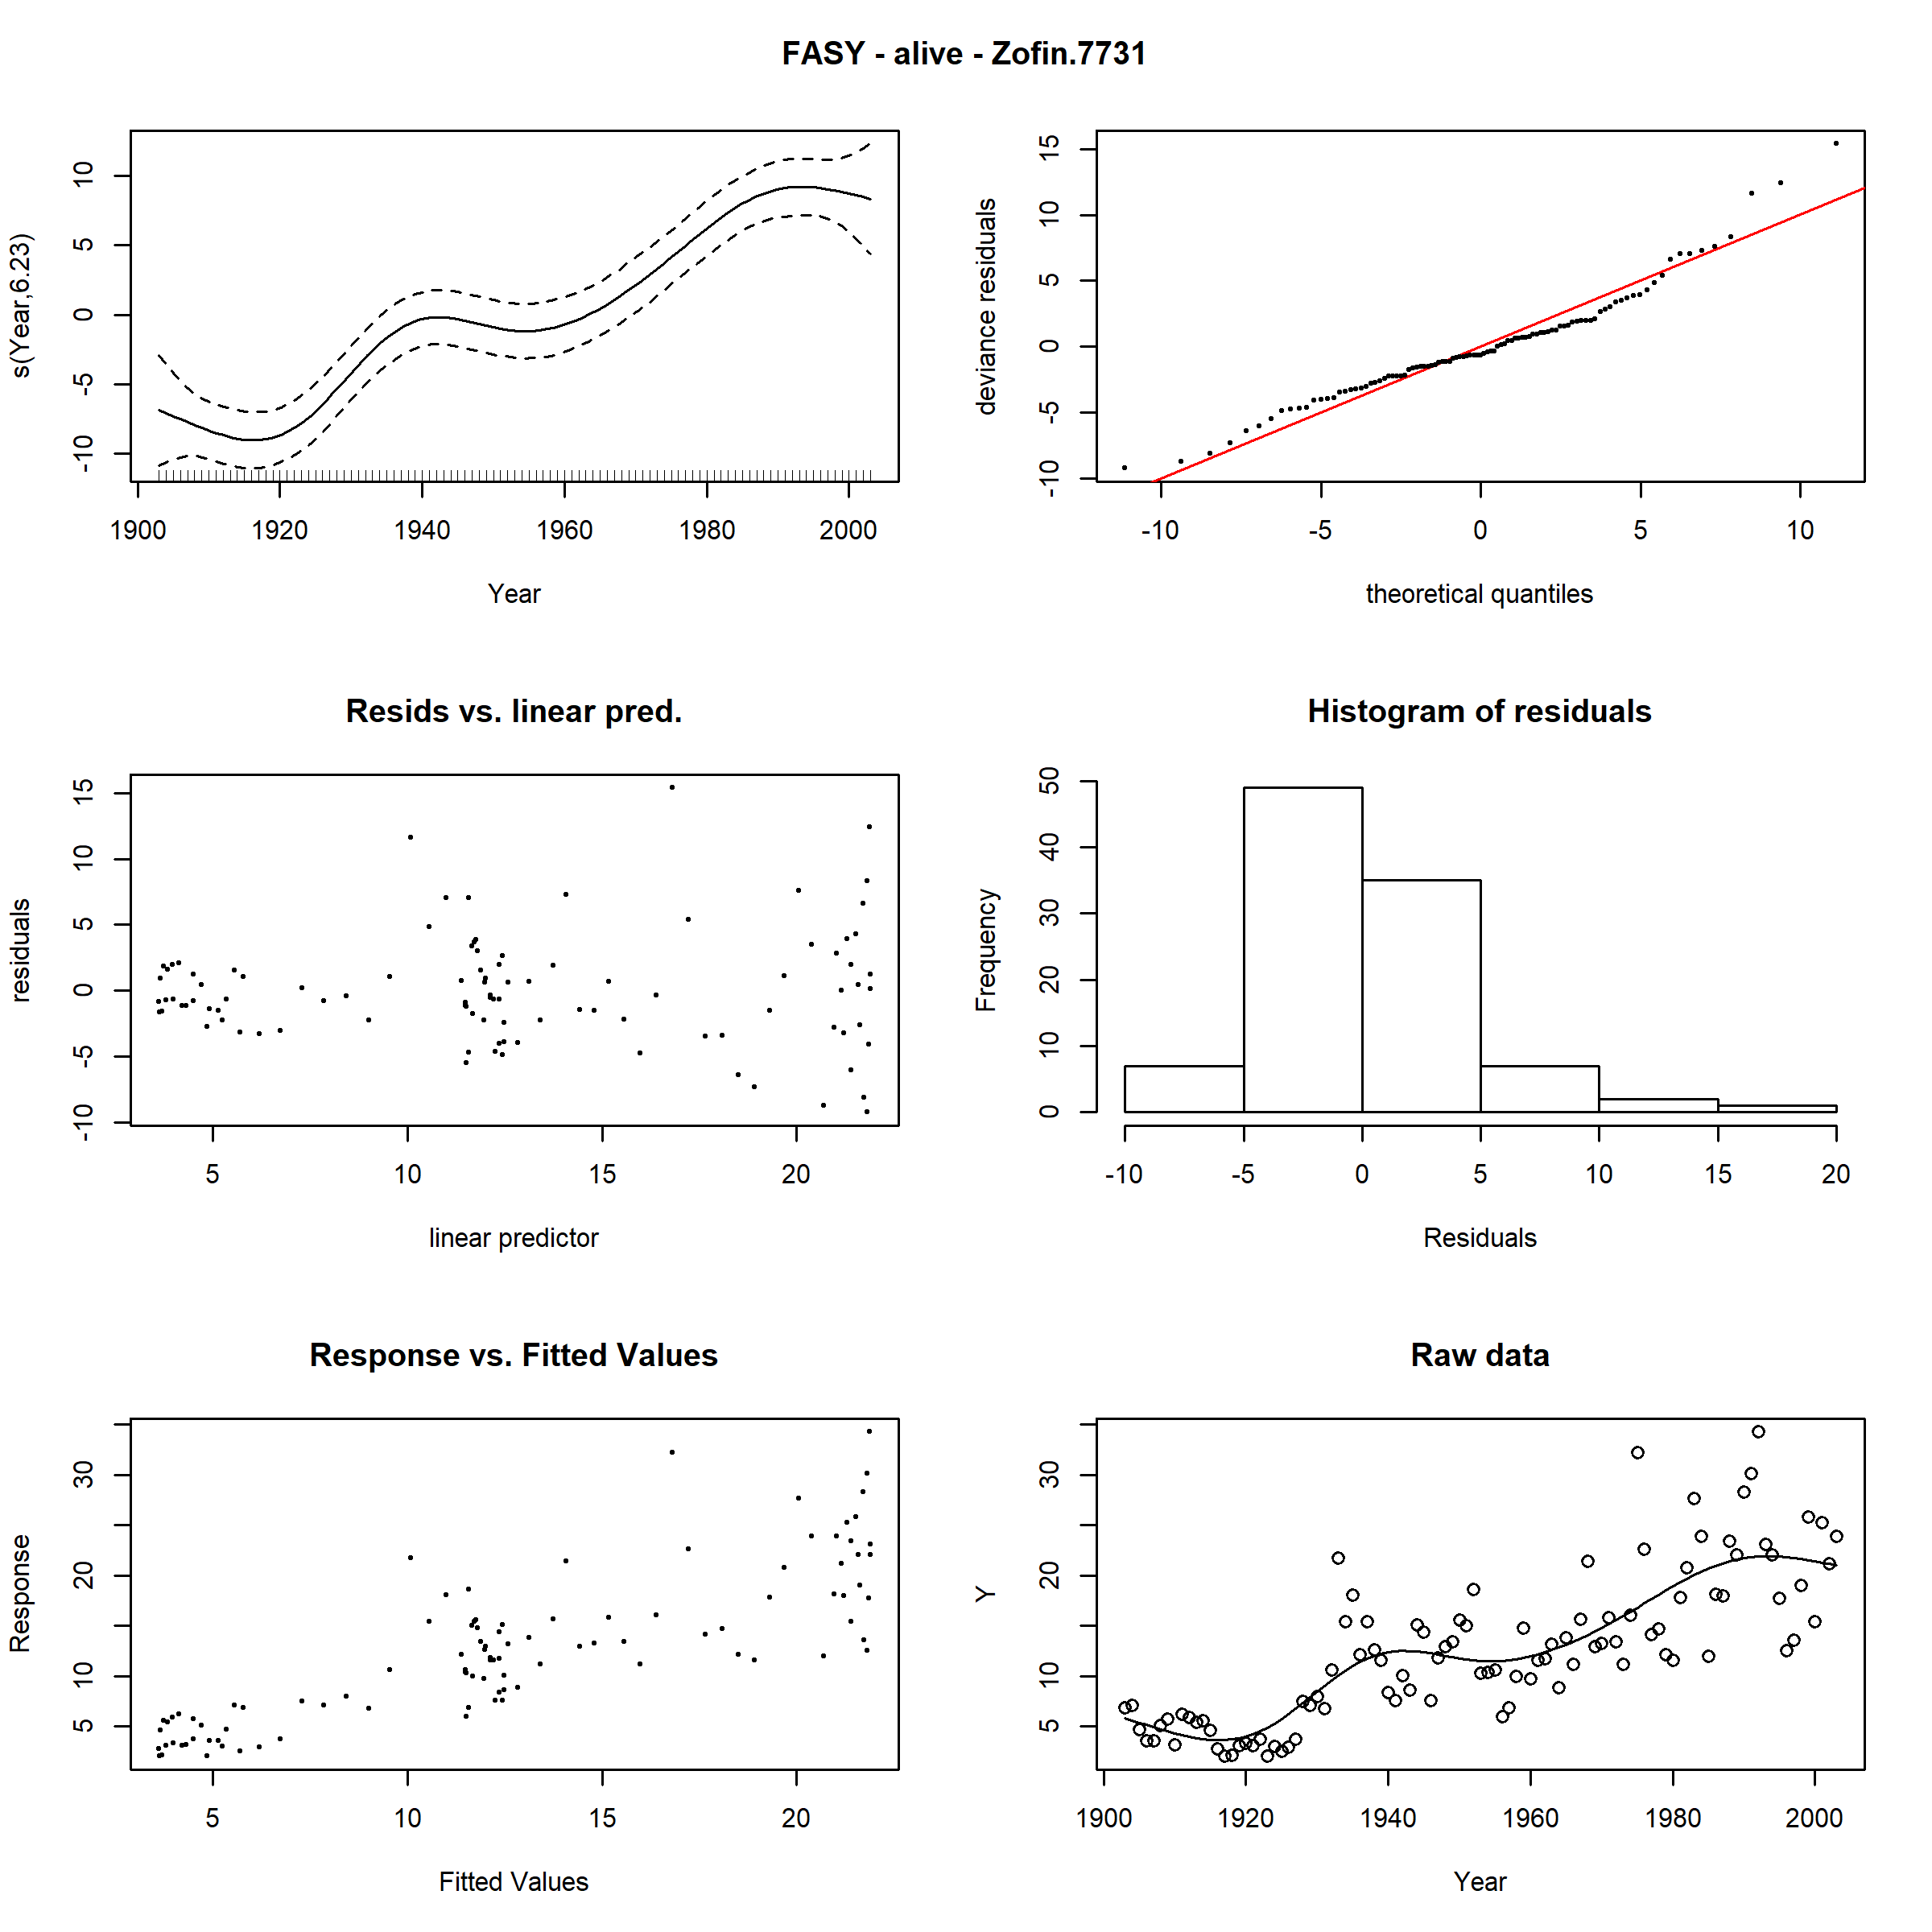 FASY - alive - Zofin.7731
s(Year,6.23)
-10 -5 0 5 10
1900 1920 1940 1960 1980 2000
Year
deviance residuals
-10 -5 0 5 10 15
-10 -5 0 5 10
theoretical quantiles
Resids vs. linear pred.
residuals
-10 -5 0 5 10 15
5 10 15 20
linear predictor
Histogram of residuals
Frequency
0 10 20 30 40 50
-10 -5 0 5 10 15 20
Residuals
Response vs. Fitted Values
Response
5 10 20 30
5 10 15 20
Fitted Values
Raw data
Y
5 10 20 30
1900 1920 1940 1960 1980 2000
Year